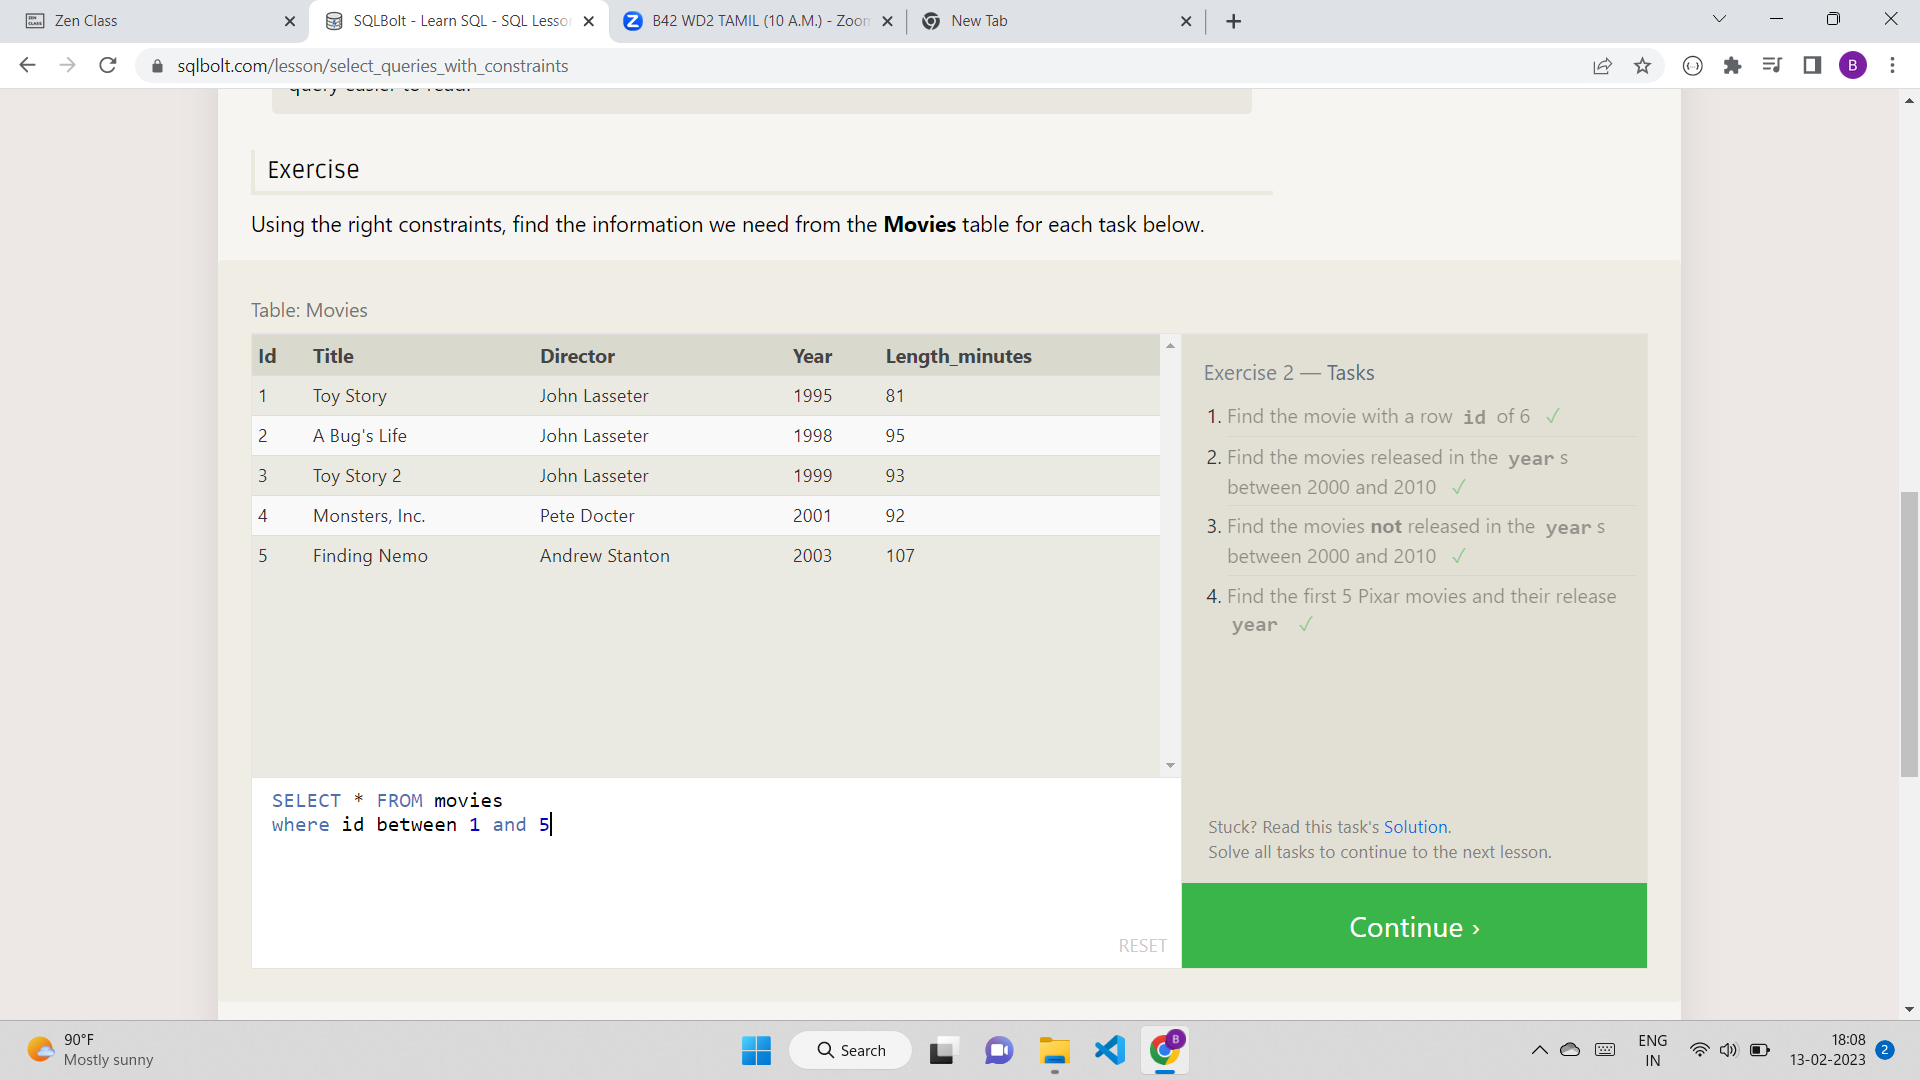 Zen Class
SQLBolt - Learn SQL - SQL Lesson
B42 WD2 TAMIL (10 A.M.) - Zoom
New Tab
sqlbolt.com/lesson/select_queries_with_constraints
B
query easier to read.
Exercise
Using the right constraints, find the information we need from the Movies table for each task below.
Table: Movies
Id Title Director Year Length_minutes
1 Toy Story John Lasseter 1995 81
2 A Bug's Life John Lasseter 1998 95
3 Toy Story 2 John Lasseter 1999 93
4 Monsters, Inc. Pete Docter 2001 92
5 Finding Nemo Andrew Stanton 2003 107
SELECT * FROM movies
where id between 1 and 5
RESET
Exercise 2 — Tasks
1. Find the movie with a row id of 6 ✓
2. Find the movies released in the year s
between 2000 and 2010 ✓
3. Find the movies not released in the year s
between 2000 and 2010 ✓
4. Find the first 5 Pixar movies and their release
year ✓
Stuck? Read this task's Solution.
Solve all tasks to continue to the next lesson.
Continue ›
90°F
Mostly sunny
Search
B
ENG
IN
18:08
13-02-2023
2